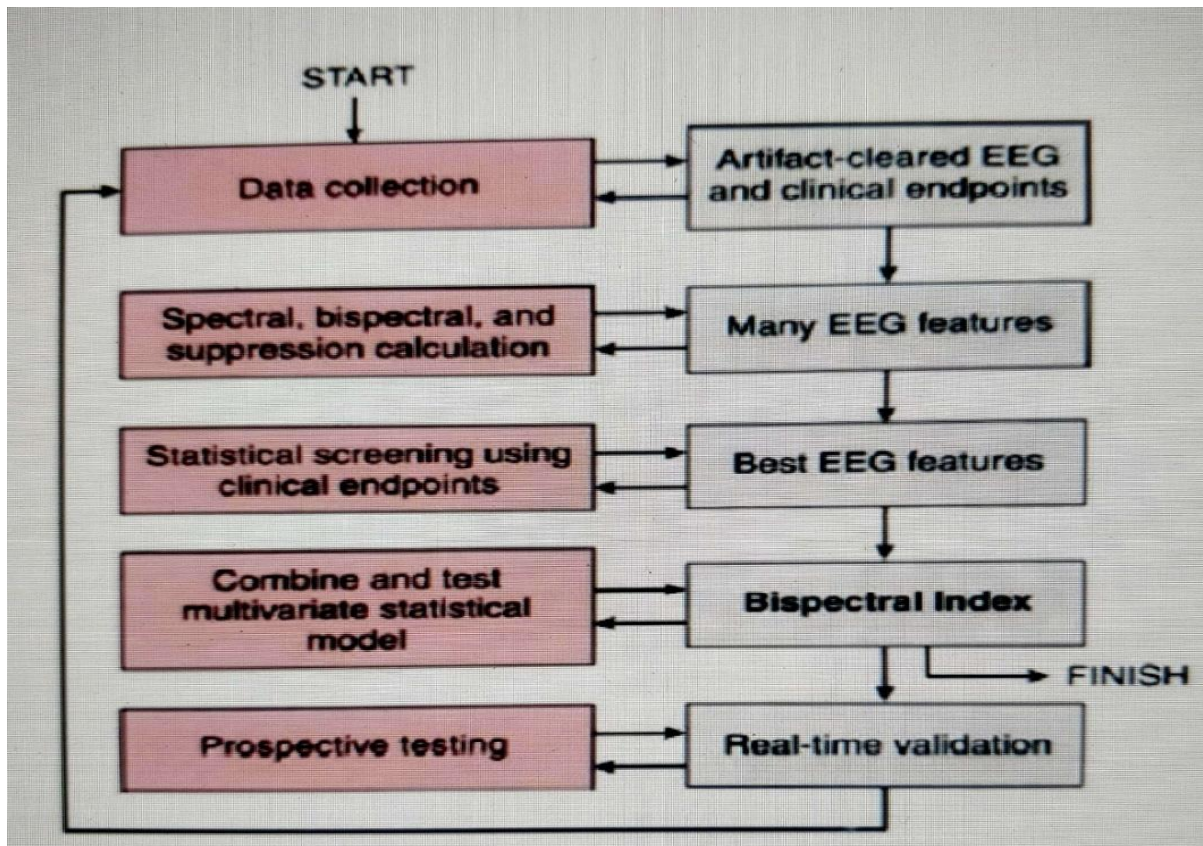 START
Data collection
Artifact-cleared EEG
and clinical endpoints
Spectral, bispectral, and
suppression calculation
Many EEG features
Statistical screening using
clinical endpoints
Best EEG features
Combine and test
multivariate statistical
model
Bispectral Index
FINISH
Prospective testing
Real-time validation